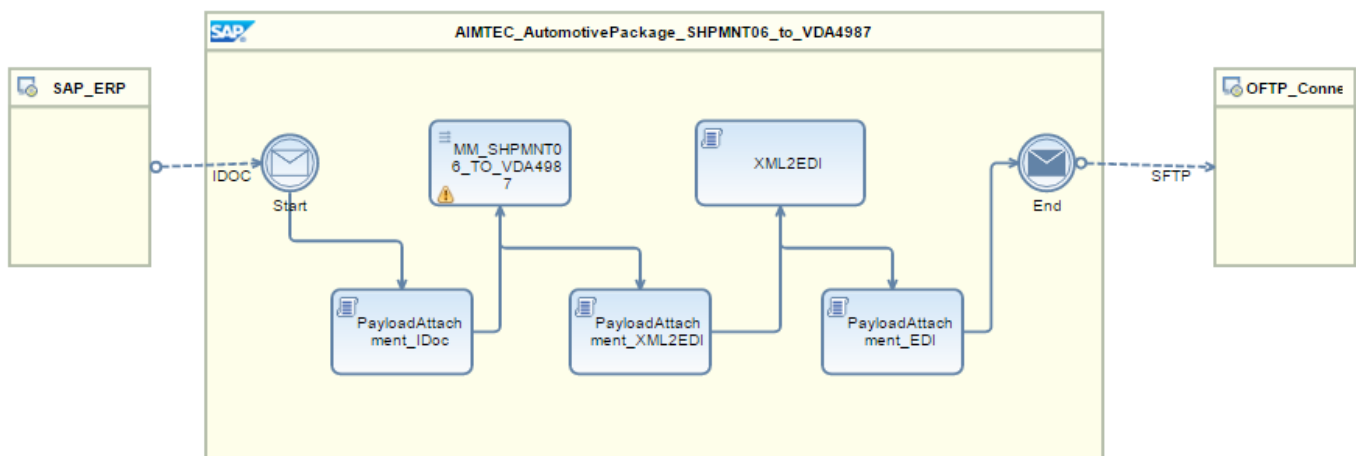 SAP
AIMTEC_AutomotivePackage_SHPMNT06_to_VDA4987
SAP_ERP
OFTP_Conne
IDOC
Start
MM_SHPMNT0
6_TO_VDA498
7
XML2EDI
End
SFTP
PayloadAttach
ment_IDoc
PayloadAttach
ment_XML2EDI
PayloadAttach
ment_EDI